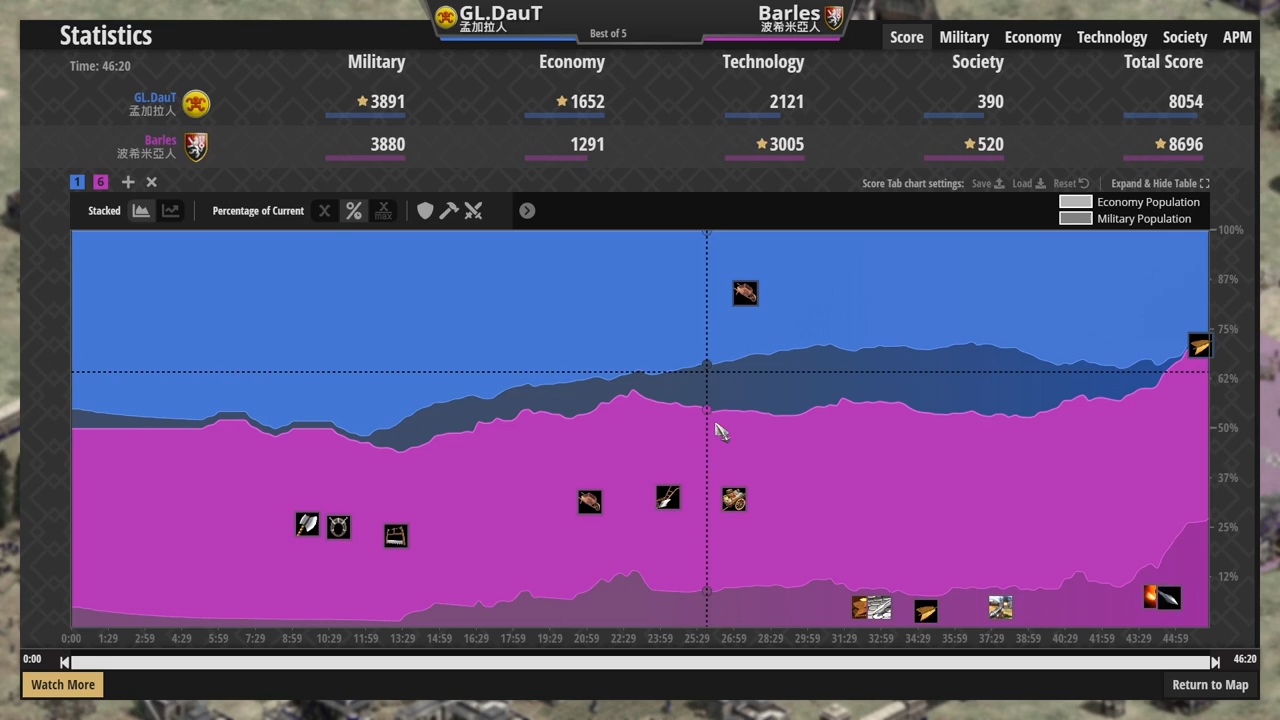 GL.DauT
孟加拉人
Best of 5
Barles
波希米亞人
Statistics
Score Military Economy Technology Society APM
Time: 46:20
Military Economy Technology Society Total Score
GL.DauT
孟加拉人
3891 1652 2121 390 8054
Barles
波希米亞人
3880 1291 3005 520 8696
1 6
Score Tab chart settings: Save Load Reset Expand & Hide Table
Stacked Percentage of Current X % X max
Economy Population
Military Population
100%
87%
75%
62%
50%
37%
25%
12%
0:00 1:29 2:59 4:29 5:59 7:29 8:59 10:29 11:59 13:29 14:59 16:29 17:59 19:29 20:59 22:29 23:59 25:29 26:59 28:29 29:59 31:29 32:59 34:29 35:59 37:29 38:59 40:29 41:59 43:29 44:59
0:00 46:20
Watch More Return to Map